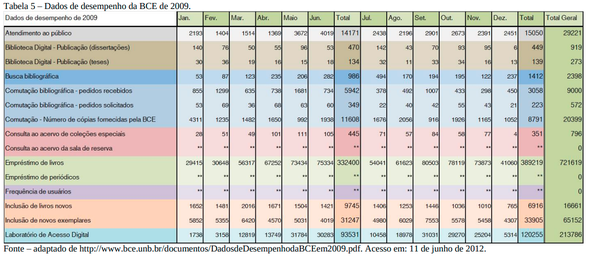 Tabela 5 – Dados de desempenho da BCE de 2009.
Dados de desempenho de 2009 Jan. Fev. Mar. Abr. Maio Jun. Total Jul. Ago. Set. Out. Nov. Dez. Total Total Geral
Atendimento ao público 2193 1404 1514 1369 3672 4019 14171 2438 2196 2901 2673 2391 2451 15050 29221
Biblioteca Digital - Publicação (dissertações) 140 76 50 55 96 53 470 142 43 70 93 95 6 449 919
Biblioteca Digital - Publicação (teses) 30 36 19 16 15 18 134 32 11 33 34 16 13 139 273
Busca bibliográfica 53 87 123 235 206 282 986 494 170 194 195 122 237 1412 2398
Comutação bibliográfica - pedidos recebidos 855 1299 635 738 1681 734 5942 378 492 1007 433 298 450 3058 9000
Comutação bibliográfica - pedidos solicitados 53 69 36 68 63 60 349 22 40 42 55 43 21 223 572
Comutação - Número de cópias fornecidas pela BCE 4311 1235 1482 1650 992 1938 11608 1676 2056 916 1926 1165 1052 8791 20399
Consulta ao acervo de coleções especiais 28 51 49 101 111 105 445 71 57 84 58 77 4 351 796
Consulta ao acervo da sala de reserva ** ** ** ** ** ** ** ** ** ** ** ** ** ** 0
Empréstimo de livros 29415 30648 56317 67252 73434 75334 332400 54041 61623 80503 78119 73873 41060 389219 721619
Empréstimo de periódicos ** ** ** ** ** ** ** ** ** ** ** ** ** ** 0
Frequência de usuários ** ** ** ** ** ** ** ** ** ** ** ** ** ** 0
Inclusão de livros novos 1652 1481 2016 1671 1504 1421 9745 1406 1253 1446 1036 1010 765 6916 16661
Inclusão de novos exemplares 5852 5355 6420 4570 5031 4019 31247 4980 6029 7553 5578 5458 4307 33905 65152
Laboratório de Acesso Digital 1738 3158 12819 13749 31784 30283 93531 10458 18978 31031 29270 25204 5314 120255 213786
Fonte – adaptado de http://www.bce.unb.br/documentos/DadosdeDesempenhodaBCEem2009.pdf. Acesso em: 11 de junho de 2012.